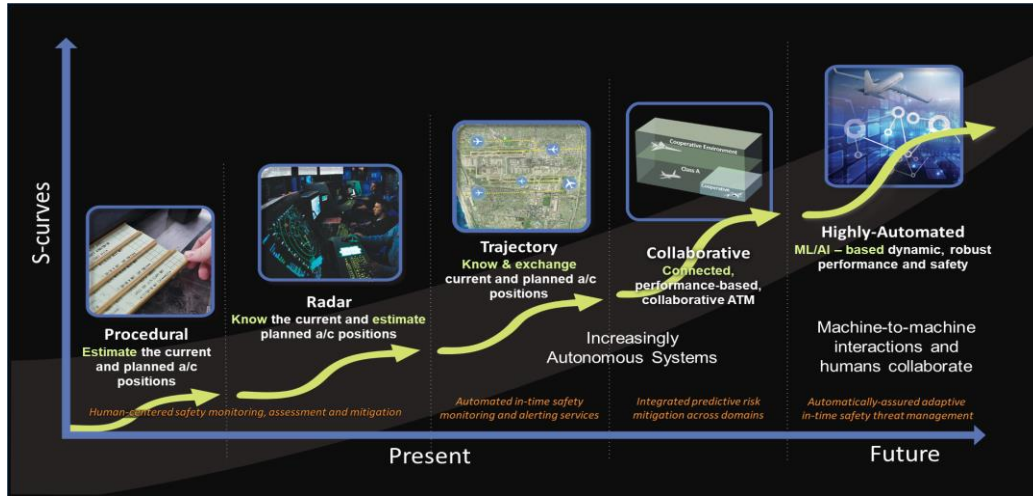 S-curves
Procedural
Estimate the current
and planned a/c
positions
Radar
Know the current and estimate
planned a/c positions
Human-centered safety monitoring, assessment and mitigation
Trajectory
Know & exchange
current and planned a/c
positions
Automated in-time safety
monitoring and alerting services
Cooperative Environment
Class A
Cooperative
Collaborative
Connected,
performance-based,
collaborative ATM
Increasingly
Autonomous Systems
Integrated predictive risk
mitigation across domains
Highly-Automated
ML/AI – based dynamic, robust
performance and safety
Machine-to-machine
interactions and
humans collaborate
Automatically-assured adaptive
in-time safety threat management
Present
Future